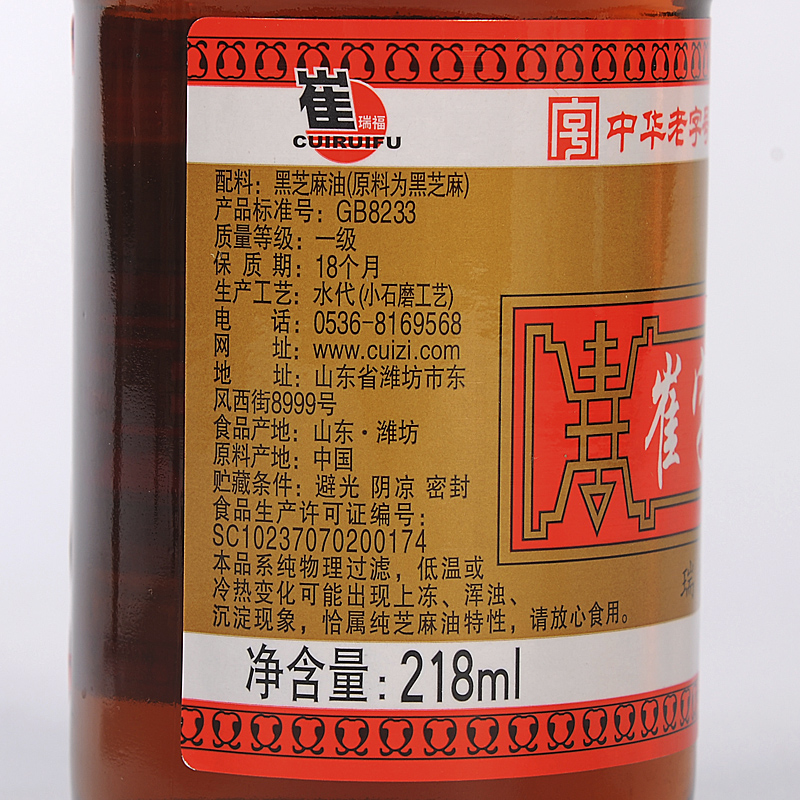 崔
瑞福
CUIRUIFU
中华老字号
配料：黑芝麻油(原料为黑芝麻)
产品标准号：GB8233
质量等级：一级
保 质 期：18个月
生产工艺：水代(小石磨工艺)
电 话：0536-8169568
网 址：www.cuizi.com
地 址：山东省潍坊市东
风西街8999号
食品产地：山东·潍坊
原料产地：中国
贮藏条件：避光 阴凉 密封
食品生产许可证编号：
SC10237070200174
本品系纯物理过滤，低温或
冷热变化可能出现上冻、浑浊、
沉淀现象，恰属纯芝麻油特性，请放心食用。
崔
瑞
净含量：218ml